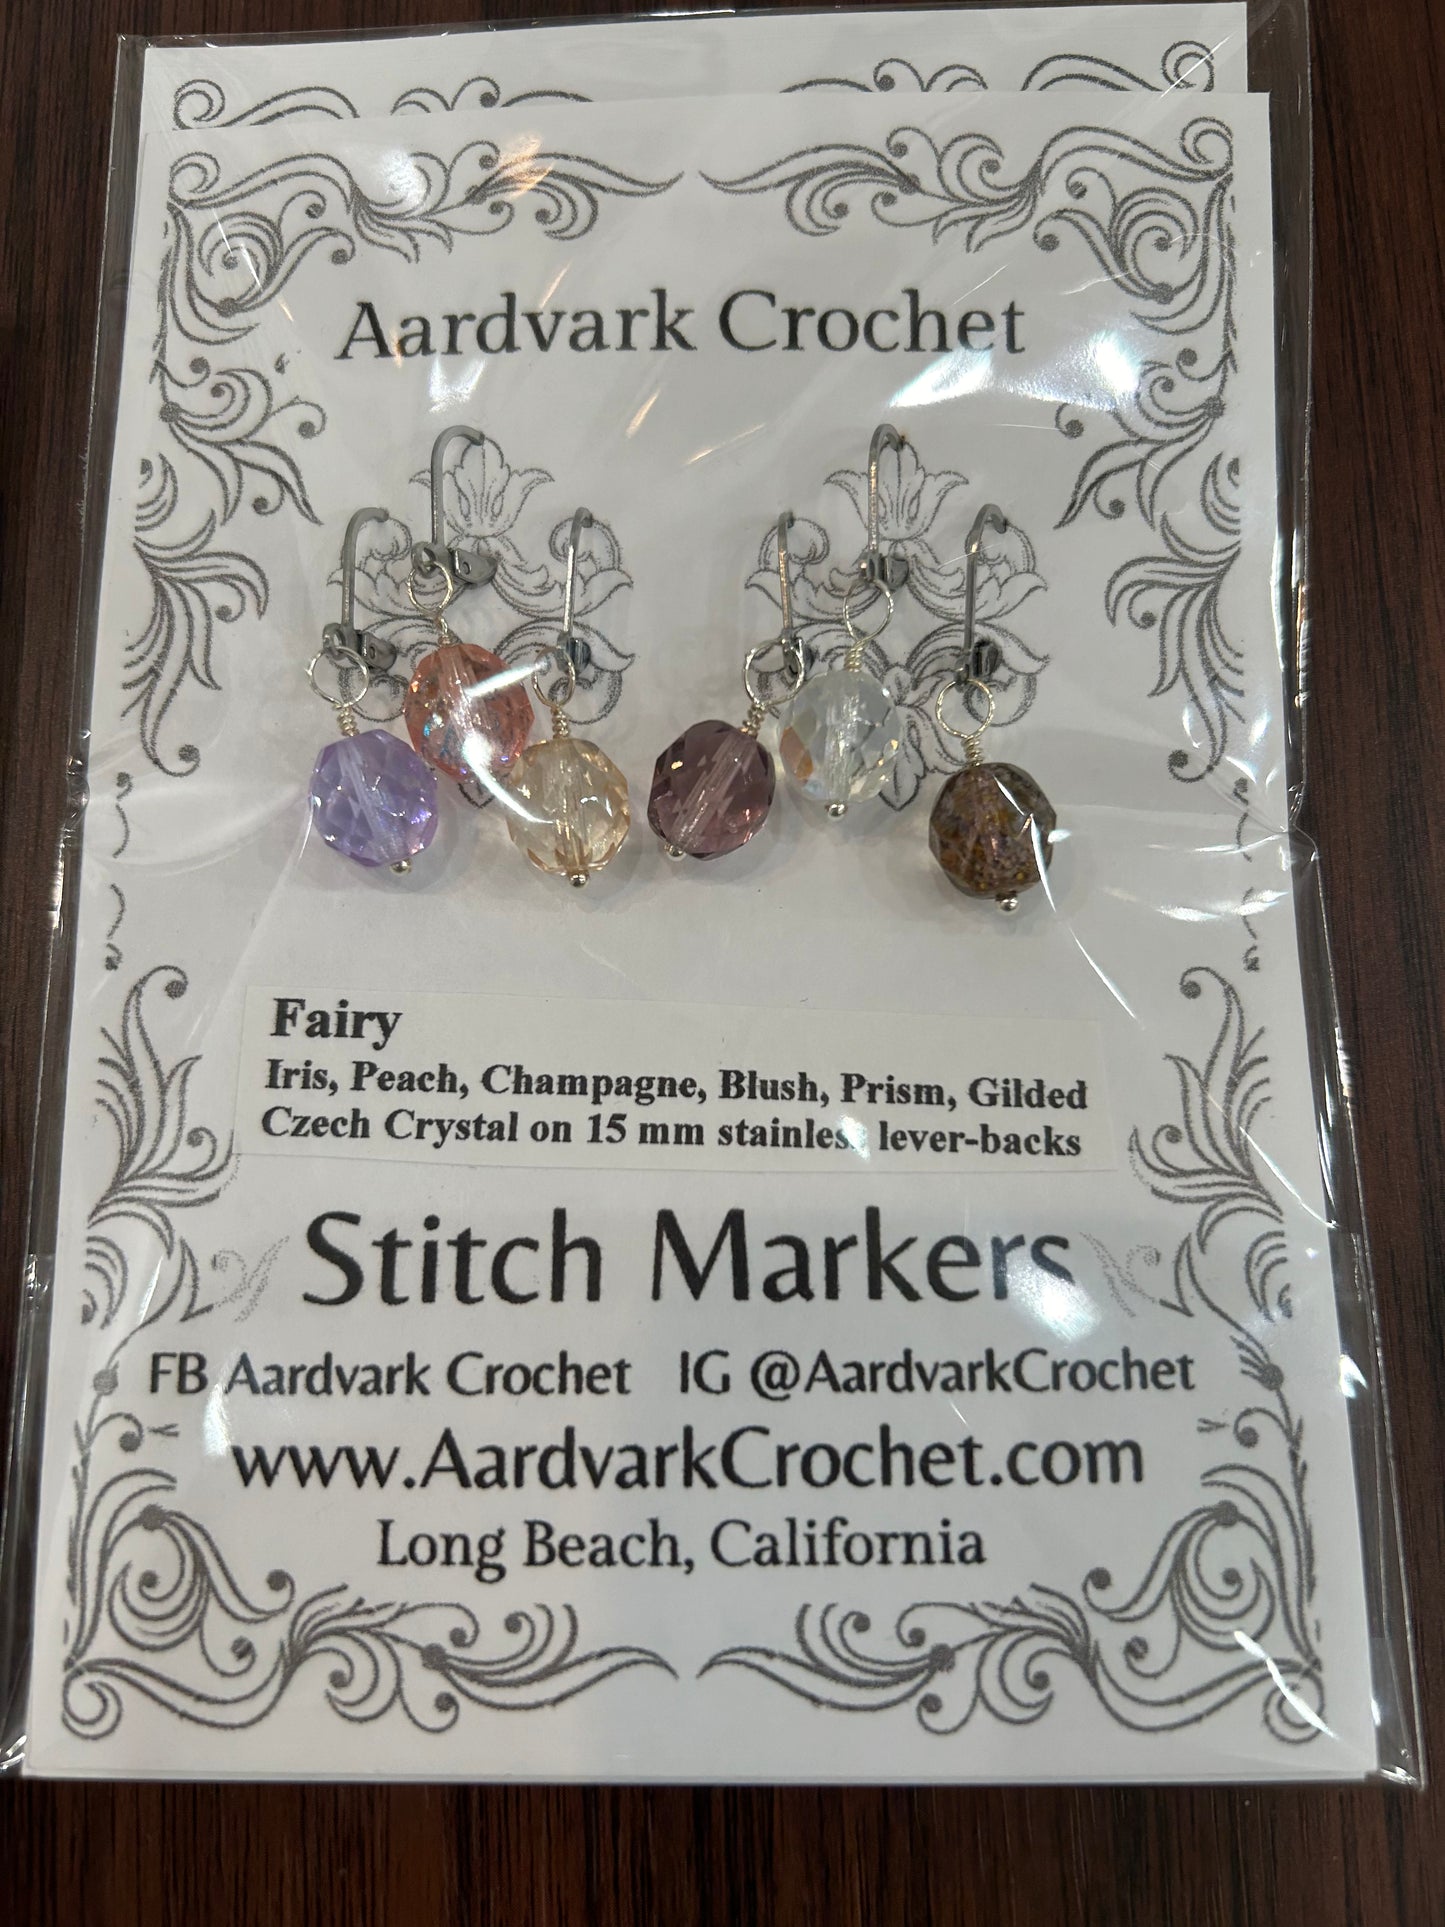 Aardvark Crochet
Fairy
Iris, Peach, Champagne, Blush, Prism, Gilded
Czech Crystal on 15 mm stainless lever-backs
Stitch Markers
FB Aardvark Crochet IG @AardvarkCrochet
www.AardvarkCrochet.com
Long Beach, California